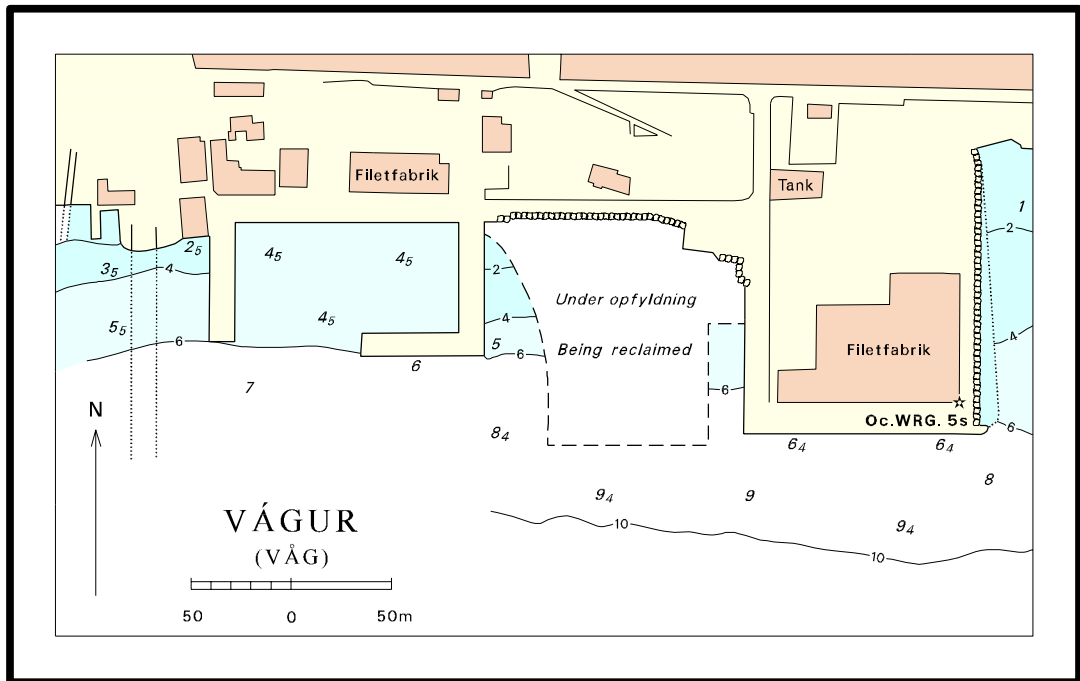 Filetfabrik
Tank
1
2
2₅
4₅
4₅
3₅
4
2
Under opfyldning
5₅
4₅
4
6
5
6
Being reclaimed
Filetfabrik
4
6
7
6
N
8₄
Oc.WRG. 5s
6
6₄
6₄
8
9₄
9
9₄
10
10
VÁGUR
(VÅG)
50 0 50m